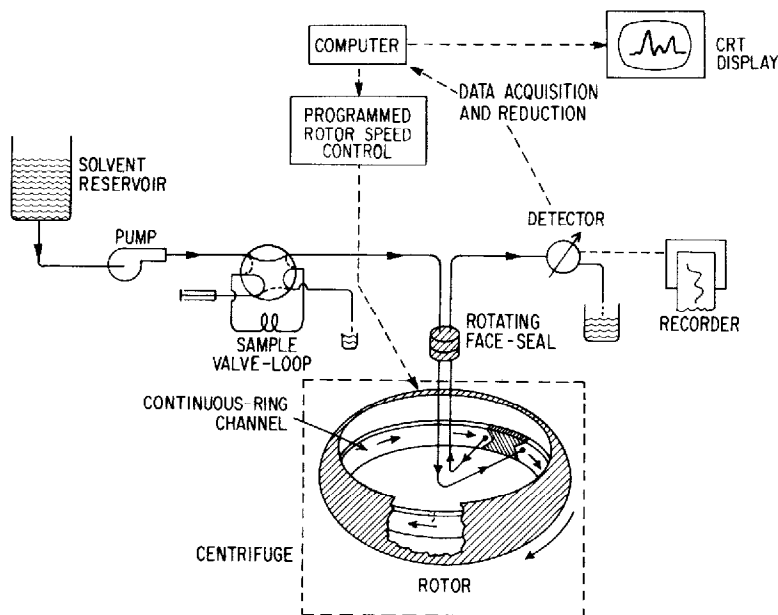 COMPUTER
CRT
DISPLAY
DATA ACQUISITION
AND REDUCTION
PROGRAMMED
ROTOR SPEED
CONTROL
SOLVENT
RESERVOIR
PUMP
DETECTOR
SAMPLE
VALVE-LOOP
ROTATING
FACE-SEAL
RECORDER
CONTINUOUS-RING
CHANNEL
CENTRIFUGE
ROTOR